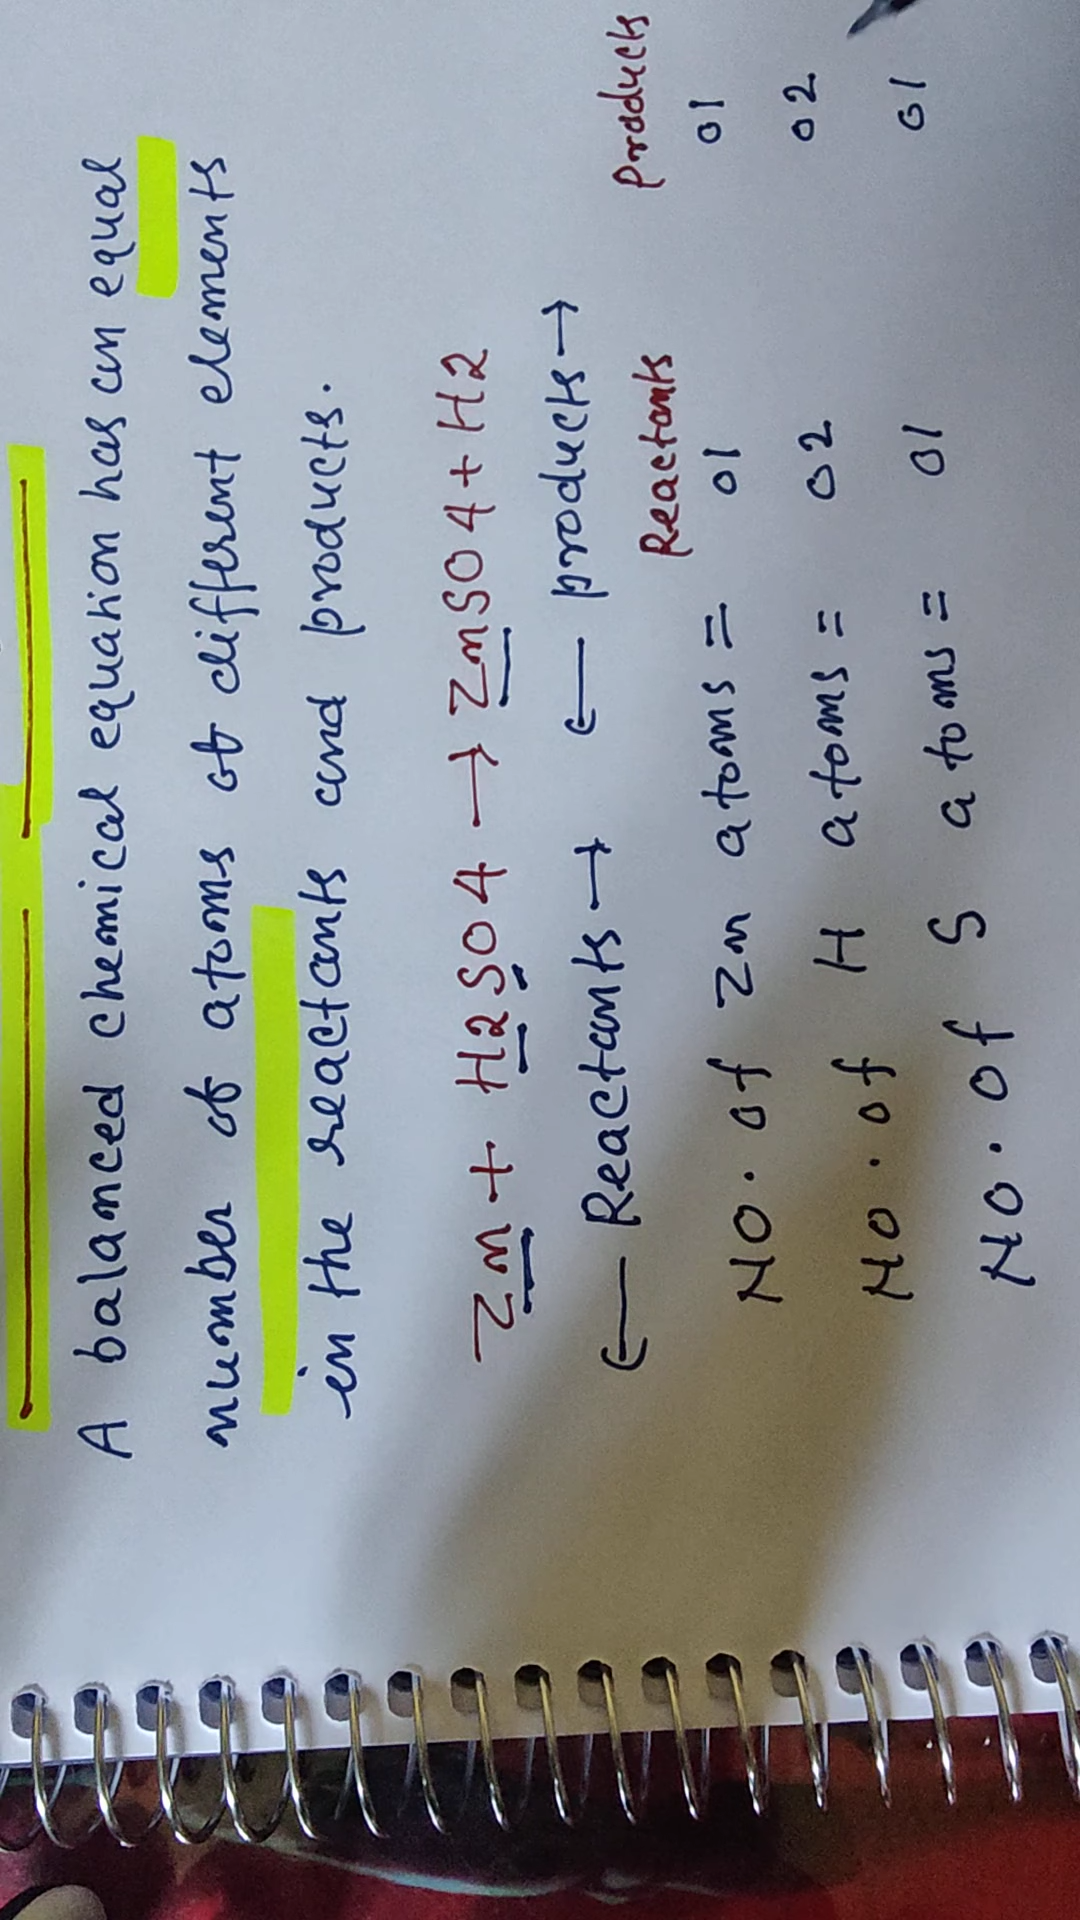 A balanced chemical equation has an equal
number of atoms of different elements
in the reactants and products.
Zn + H2SO4 → ZnSO4 + H2
← Reactants → ← products →
Reactants products
No. of Zn atoms = 01 01
No. of H atoms = 02 02
No. of S atoms = 01 01